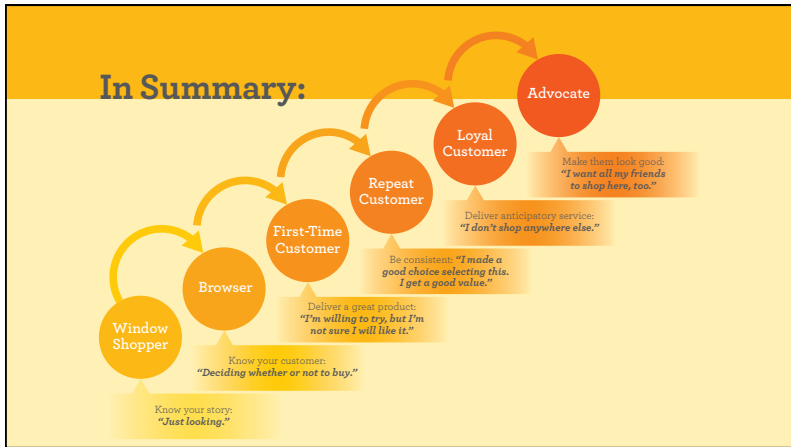 In Summary:
Advocate
Make them look good:
“I want all my friends
to shop here, too.”
Loyal
Customer
Deliver anticipatory service:
“I don’t shop anywhere else.”
Repeat
Customer
Be consistent: “I made a
good choice selecting this.
I get a good value.”
First-Time
Customer
Deliver a great product:
“I’m willing to try, but I’m
not sure I will like it.”
Browser
Know your customer:
“Deciding whether or not to buy.”
Window
Shopper
Know your story:
“Just looking.”